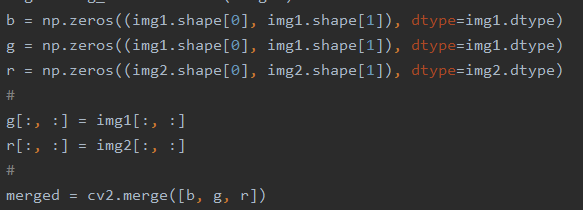 b = np.zeros((img1.shape[0], img1.shape[1]), dtype=img1.dtype)
g = np.zeros((img1.shape[0], img1.shape[1]), dtype=img1.dtype)
r = np.zeros((img2.shape[0], img2.shape[1]), dtype=img2.dtype)
#
g[:, :] = img1[:, :]
r[:, :] = img2[:, :]
#
merged = cv2.merge([b, g, r])